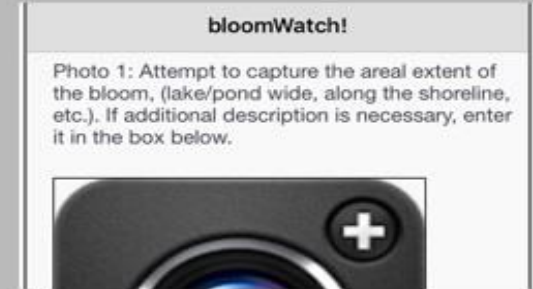 bloomWatch!
Photo 1: Attempt to capture the areal extent of
the bloom, (lake/pond wide, along the shoreline,
etc.). If additional description is necessary, enter
it in the box below.